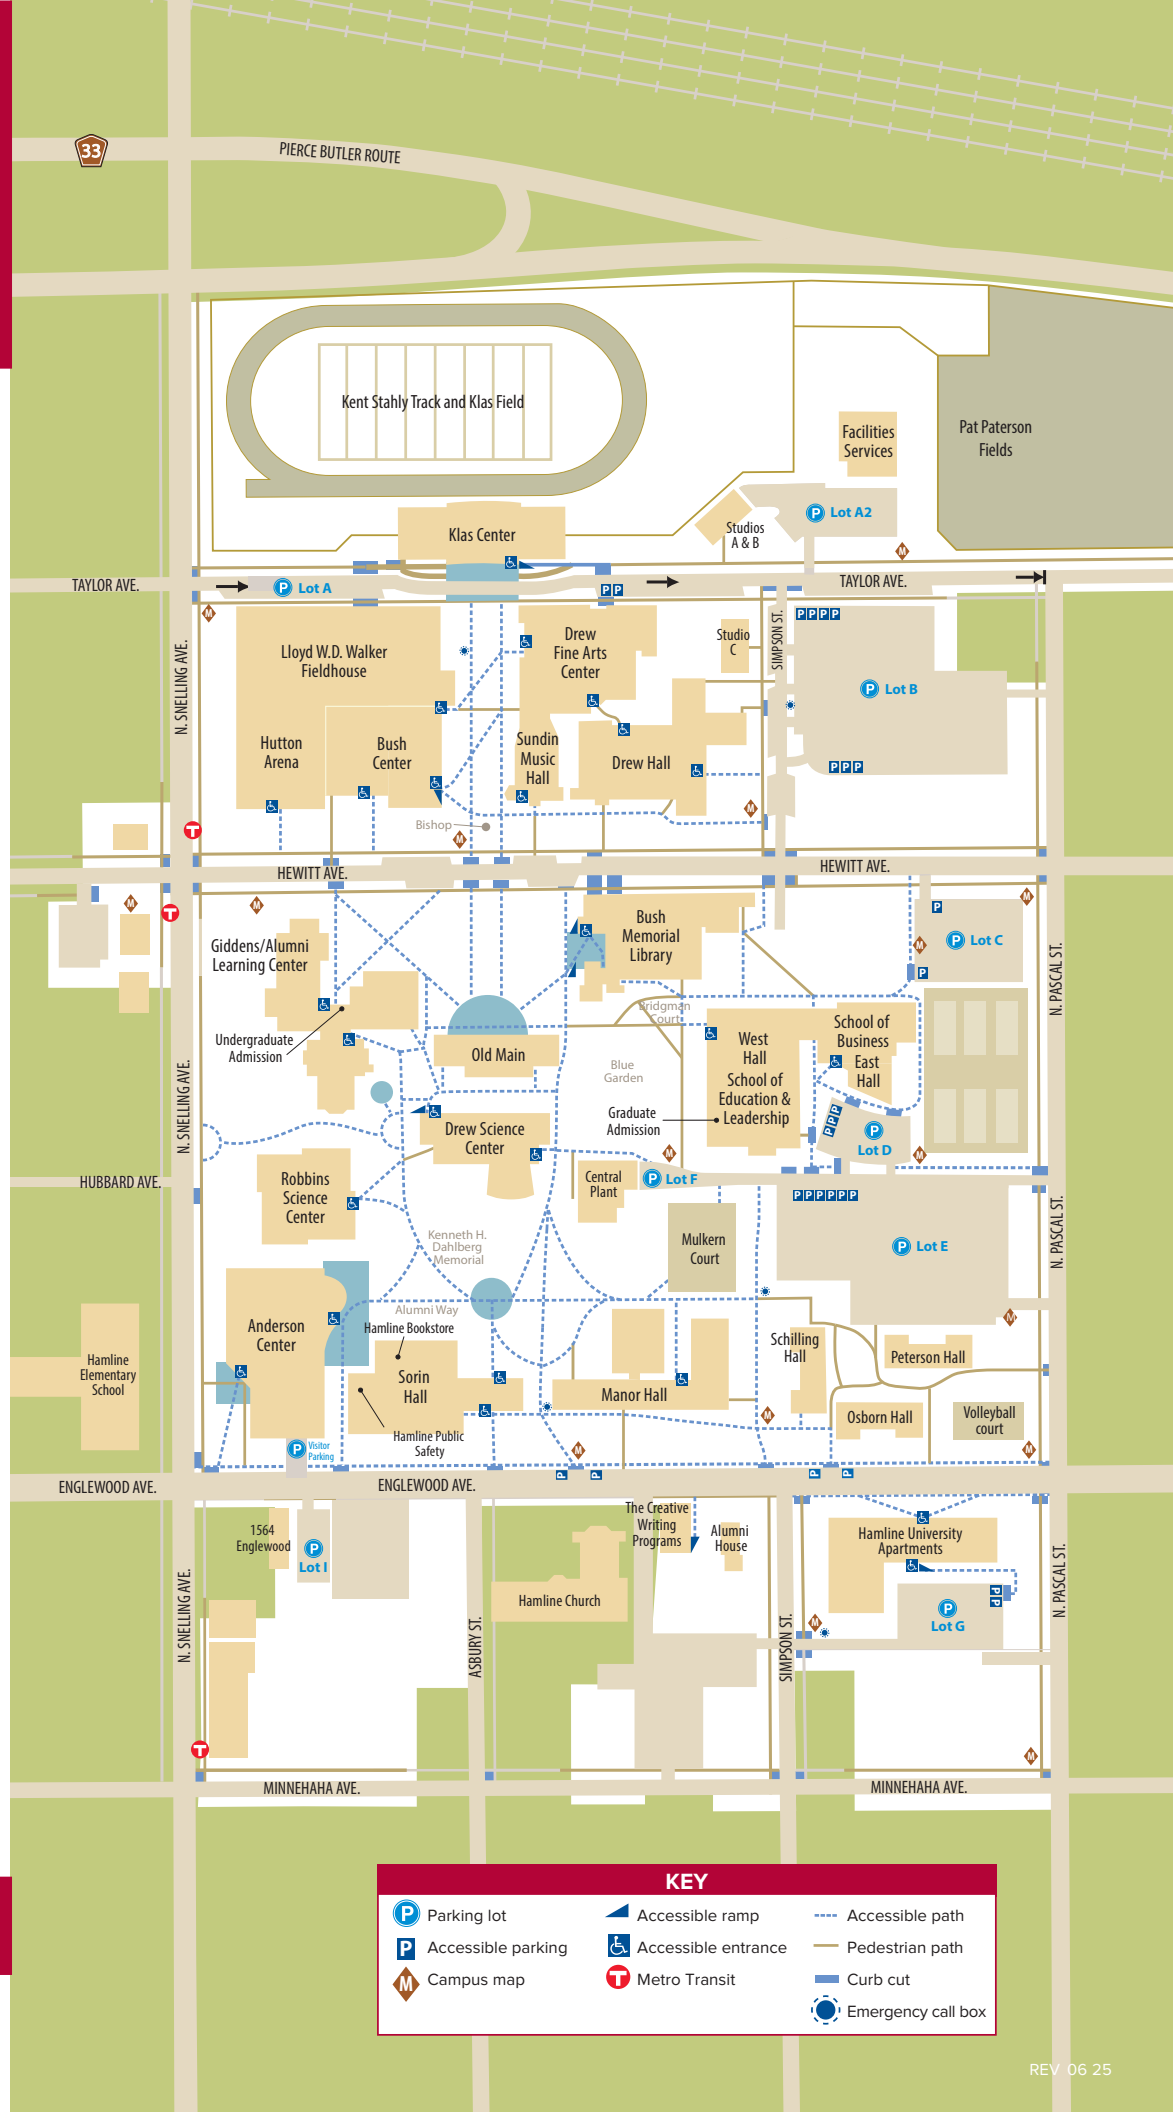 33
PIERCE BUTLER ROUTE
Kent Stahly Track and Klas Field
Facilities
Services
Pat Paterson
Fields
P Lot A2
Studios
A & B
Klas Center
M
TAYLOR AVE.
P Lot A
P P
TAYLOR AVE.
M
N. SNELLING AVE.
Lloyd W.D. Walker
Fieldhouse
Drew
Fine Arts
Center
Studio
C
SIMPSON ST.
P P P P
P Lot B
Hutton
Arena
Bush
Center
Sundin
Music
Hall
Drew Hall
P P P
M
Bishop
M
T
HEWITT AVE.
HEWITT AVE.
M
T
M
Giddens/Alumni
Learning Center
Bush
Memorial
Library
P
M
P Lot C
M
P
N. PASCAL ST.
Bridgman
Court
Undergraduate
Admission
Old Main
Blue
Garden
West
Hall
School of
Education &
Leadership
School of
Business
East
Hall
N. SNELLING AVE.
Graduate
Admission
P P P
P
Lot D
M
Drew Science
Center
M
HUBBARD AVE.
Robbins
Science
Center
Central
Plant
P Lot F
P P P P P P
N. PASCAL ST.
Kenneth H.
Dahlberg
Memorial
Mulkern
Court
P Lot E
Alumni Way
Hamline Bookstore
Anderson
Center
M
Schilling
Hall
Peterson Hall
Hamline
Elementary
School
Sorin
Hall
Manor Hall
M
Osborn Hall
Volleyball
court
Hamline Public
Safety
P Visitor
Parking
M
M
P P
P P
ENGLEWOOD AVE.
ENGLEWOOD AVE.
The Creative
Writing
Programs
Alumni
House
1564
Englewood
P
Lot I
Hamline University
Apartments
N. PASCAL ST.
N. SNELLING AVE.
Hamline Church
P P
P
Lot G
M
ASBURY ST.
SIMPSON ST.
T
M
MINNEHAHA AVE.
MINNEHAHA AVE.
KEY
P Parking lot
P Accessible parking
M Campus map
Accessible ramp
Accessible entrance
T Metro Transit
Accessible path
Pedestrian path
Curb cut
Emergency call box
REV 06 25